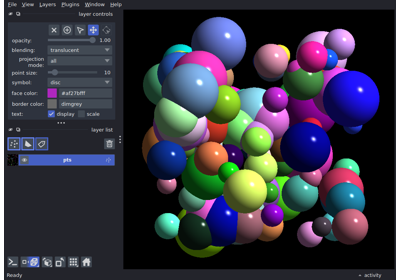 File View Layers Plugins Window Help
layer controls
opacity: 1.00
blending: translucent
projection mode: all
point size: 10
symbol: disc
face color: #af27bfff
border color: dimgrey
text: display scale
layer list
pts
Ready
activity